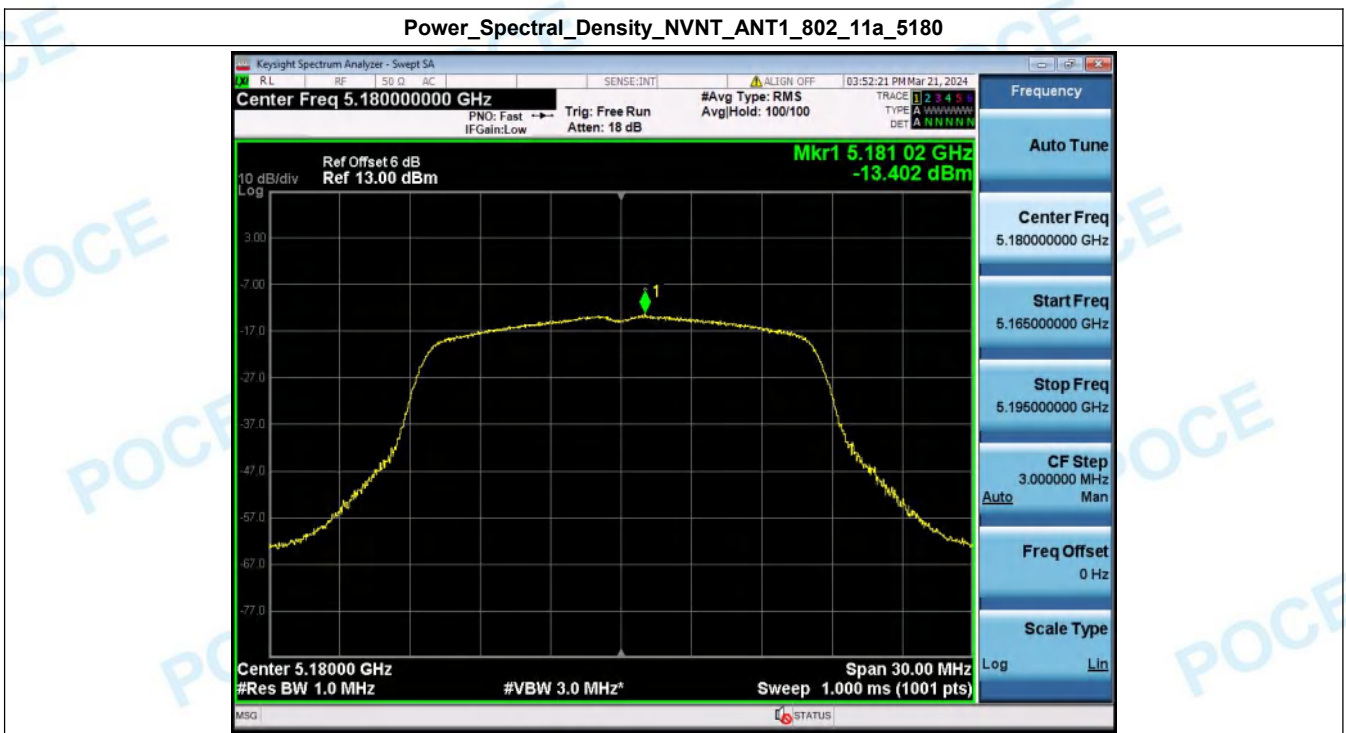 Power_Spectral_Density_NVNT_ANT1_802_11a_5180
Keysight Spectrum Analyzer - Swept SA
RL RF 50 Ω AC SENSE:INT ALIGN OFF 03:52:21 PM Mar 21, 2024
Center Freq 5.180000000 GHz
PNO: Fast
IFGain:Low
Trig: Free Run
Atten: 18 dB
#Avg Type: RMS
Avg|Hold: 100/100
TRACE 1 2 3 4 5 6
TYPE A WWWWW
DET A N N N N N
Mkr1 5.181 02 GHz
-13.402 dBm
Ref Offset 6 dB
10 dB/div Ref 13.00 dBm
Log
3.00
-7.00
1
-17.0
-27.0
-37.0
-47.0
-57.0
-67.0
-77.0
Center 5.18000 GHz Span 30.00 MHz
#Res BW 1.0 MHz #VBW 3.0 MHz* Sweep 1.000 ms (1001 pts)
MSG STATUS
Frequency
Auto Tune
Center Freq
5.180000000 GHz
Start Freq
5.165000000 GHz
Stop Freq
5.195000000 GHz
CF Step
3.000000 MHz
Auto Man
Freq Offset
0 Hz
Scale Type
Log Lin
POCE
POCE
POCE
POCE
POCE